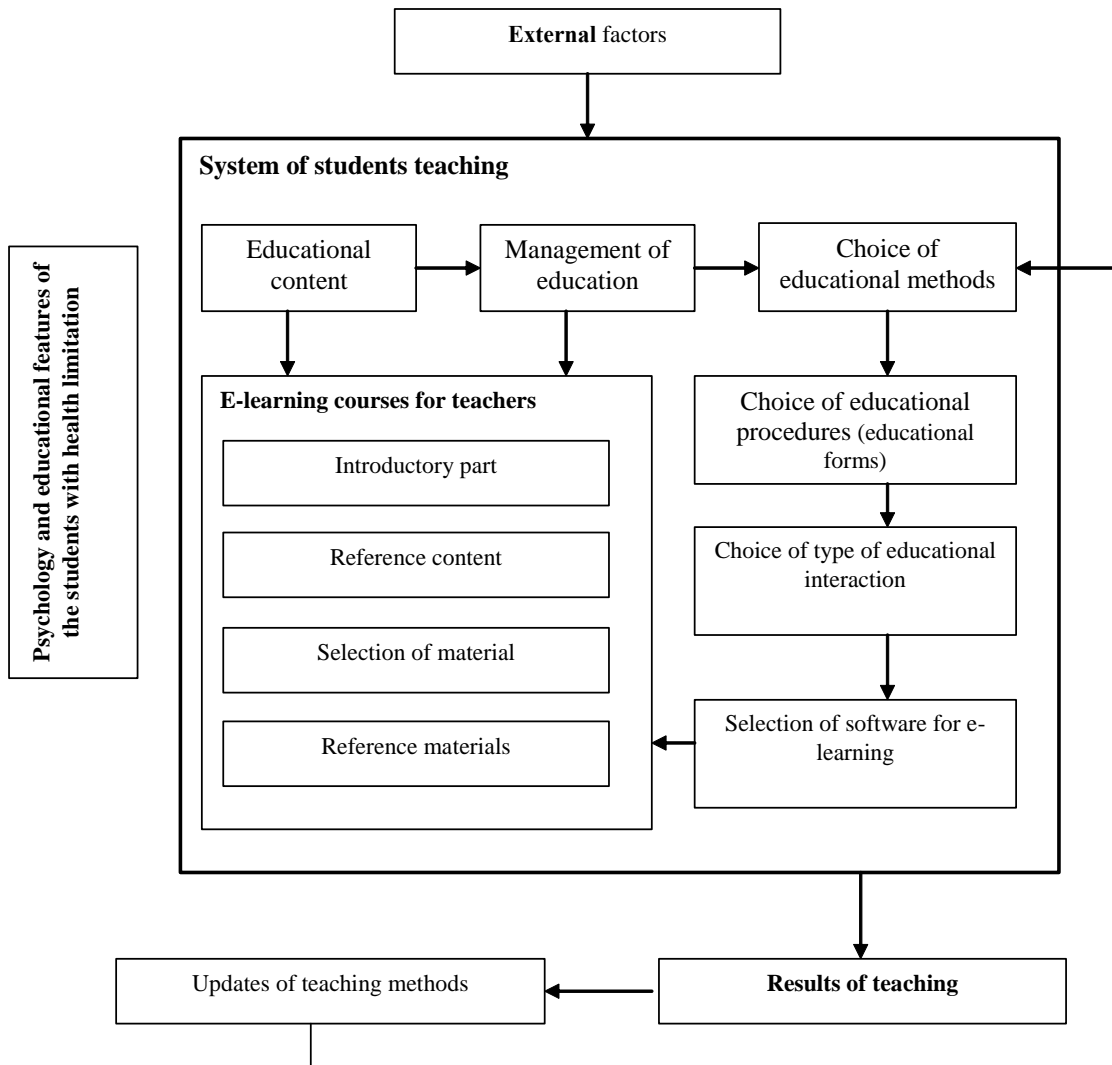 External factors
System of students teaching
Psychology and educational features of
the students with health limitation
Educational
content
Management of
education
Choice of
educational methods
E-learning courses for teachers
Introductory part
Reference content
Selection of material
Reference materials
Choice of educational
procedures (educational
forms)
Choice of type of educational
interaction
Selection of software for e-
learning
Updates of teaching methods
Results of teaching